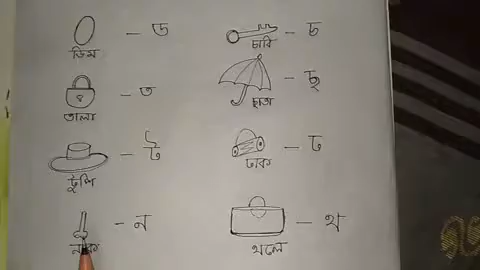 – ড
ডিম
– ত
তালা
– ট
টুপি
– ন
নাক
– চ
চাবি
– ছ
ছাতা
– ঢ
ঢাক
– থ
থলে